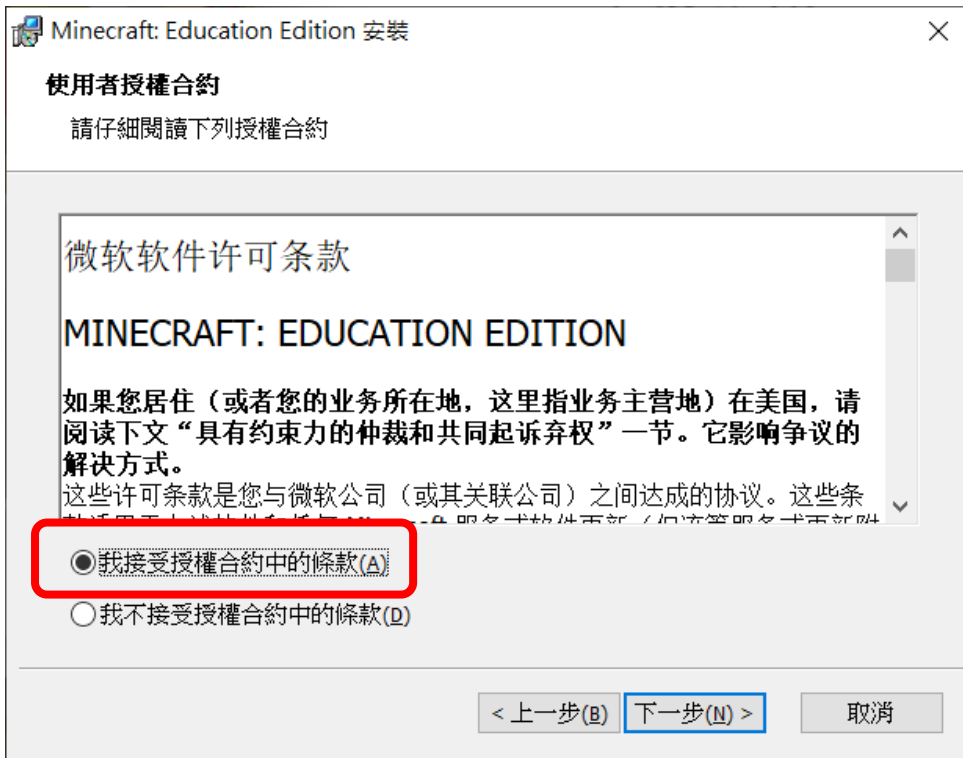 Minecraft: Education Edition 安裝
使用者授權合約
請仔細閱讀下列授權合約
微软软件许可条款
MINECRAFT: EDUCATION EDITION
如果您居住（或者您的业务所在地，这里指业务主营地）在美国，请
阅读下文“具有约束力的仲裁和共同起诉弃权”一节。它影响争议的
解决方式。
这些许可条款是您与微软公司（或其关联公司）之间达成的协议。这些条
我接受授權合約中的條款(A)
我不接受授權合約中的條款(D)
< 上一步(B) 下一步(N) > 取消